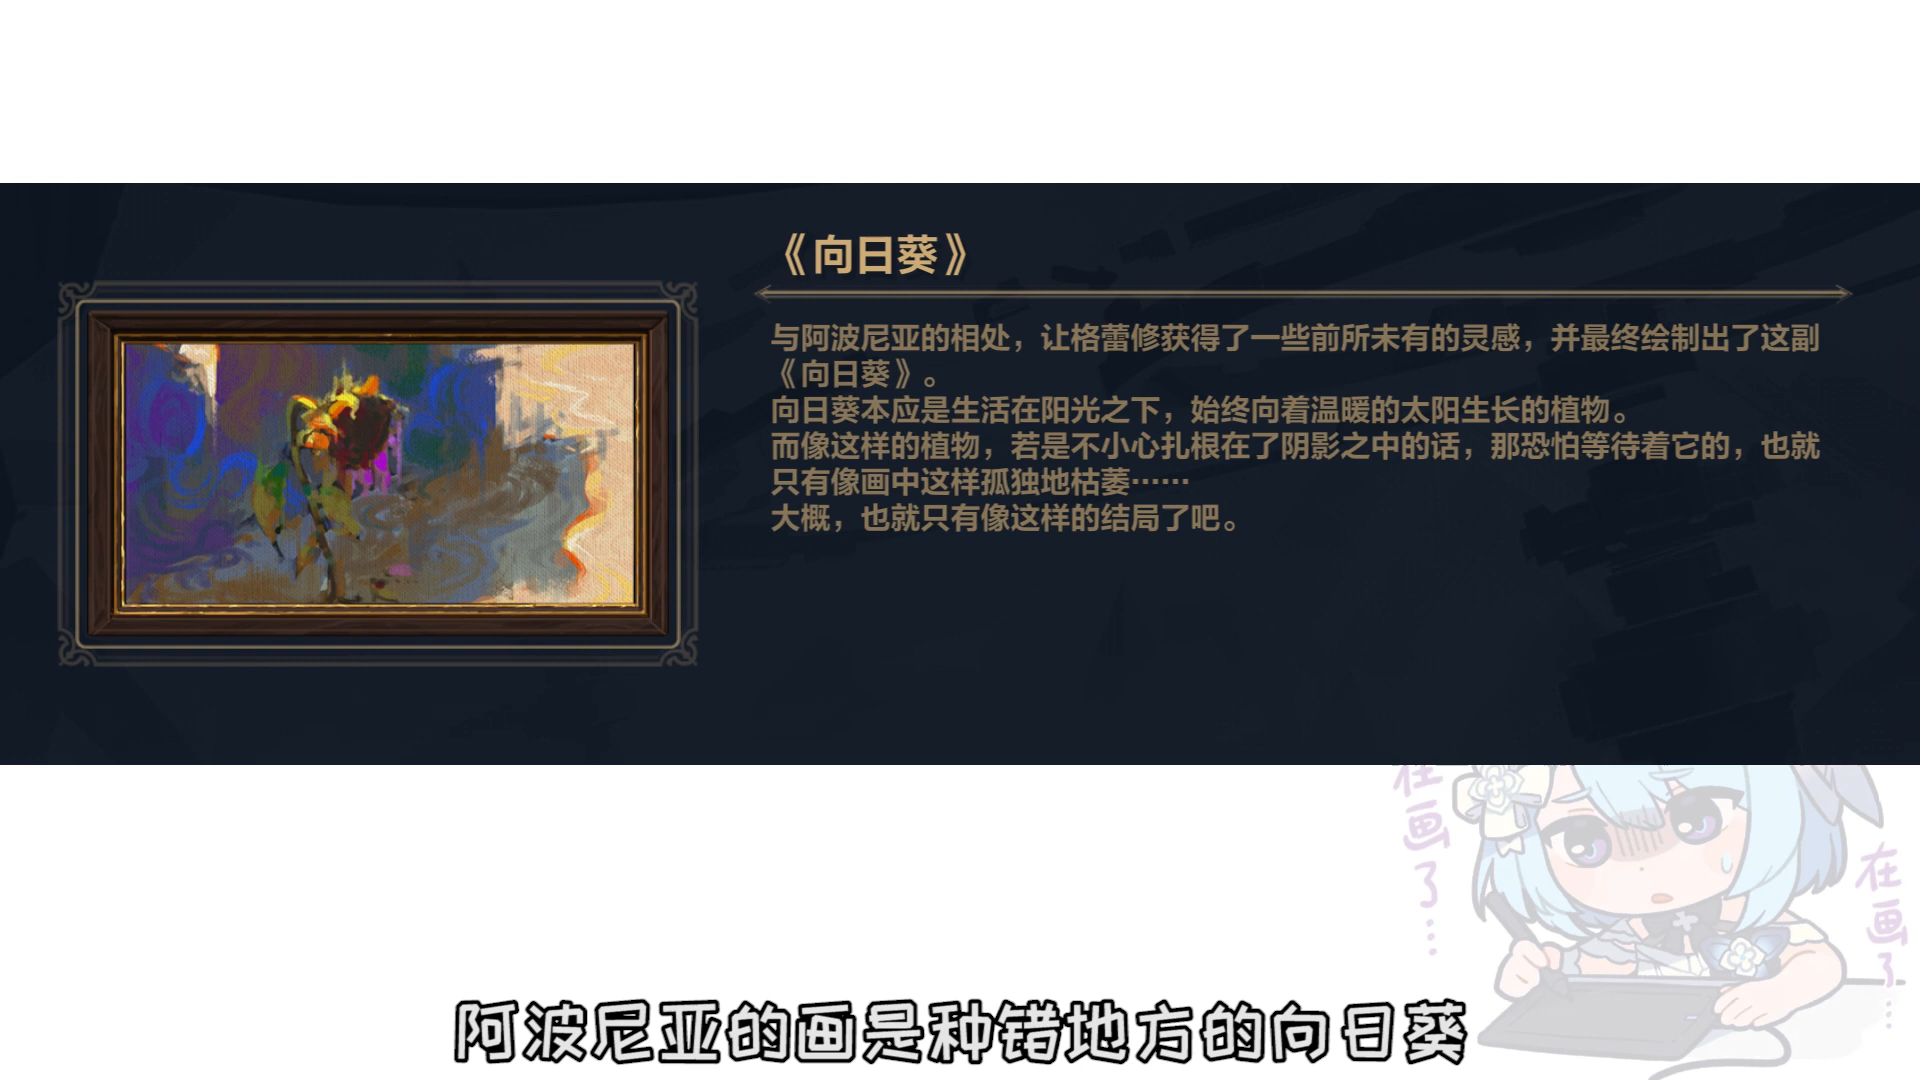 《向日葵》
与阿波尼亚的相处，让格蕾修获得了一些前所未有的灵感，并最终绘制出了这副
《向日葵》。
向日葵本应是生活在阳光之下，始终向着温暖的太阳生长的植物。
而像这样的植物，若是不小心扎根在了阴影之中的话，那恐怕等待着它的，也就
只有像画中这样孤独地枯萎……
大概，也就只有像这样的结局了吧。
在画了…
在画了…
阿波尼亚的画是种错地方的向日葵